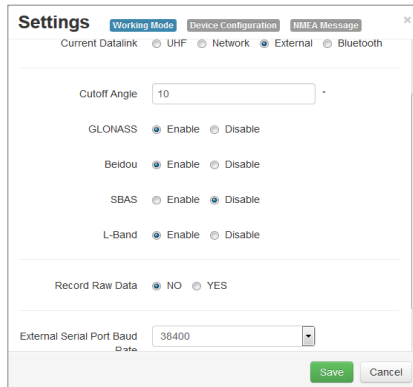 Settings Working Mode Device Configuration NMEA Message ×
Current Datalink UHF Network External Bluetooth
Cutoff Angle 10 °
GLONASS Enable Disable
Beidou Enable Disable
SBAS Enable Disable
L-Band Enable Disable
Record Raw Data NO YES
External Serial Port Baud 38400
Rate
Save Cancel